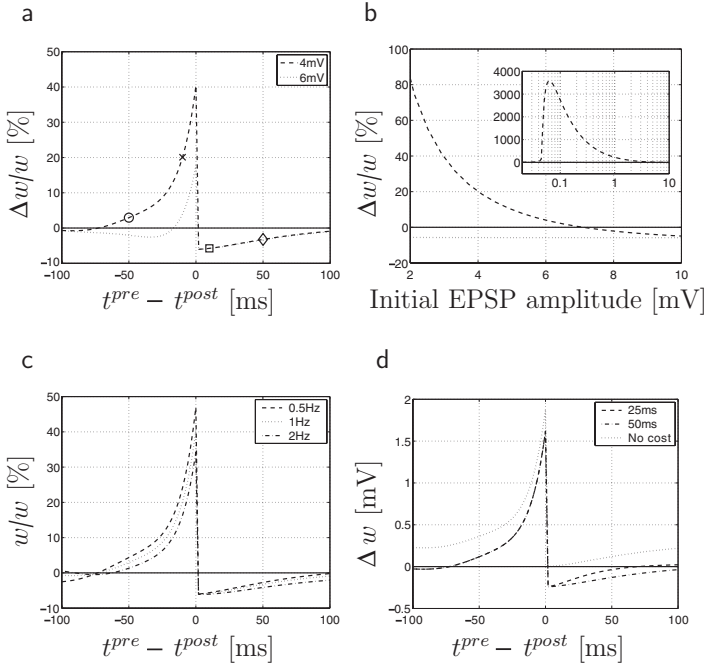 a
50
40
30
20
10
0
−10
−100
−50
0
50
100
4mV
6mV
Δw/w [%]
t^pre − t^post [ms]
b
100
80
60
40
20
0
−20
2
4
6
8
10
4000
3000
2000
1000
0
0.1
1
10
Δw/w [%]
Initial EPSP amplitude [mV]
c
50
40
30
20
10
0
−10
−100
−50
0
50
100
0.5Hz
1Hz
2Hz
w/w [%]
t^pre − t^post [ms]
d
2
1.5
1
0.5
0
−0.5
−100
−50
0
50
100
25ms
50ms
No cost
Δ w [mV]
t^pre − t^post [ms]